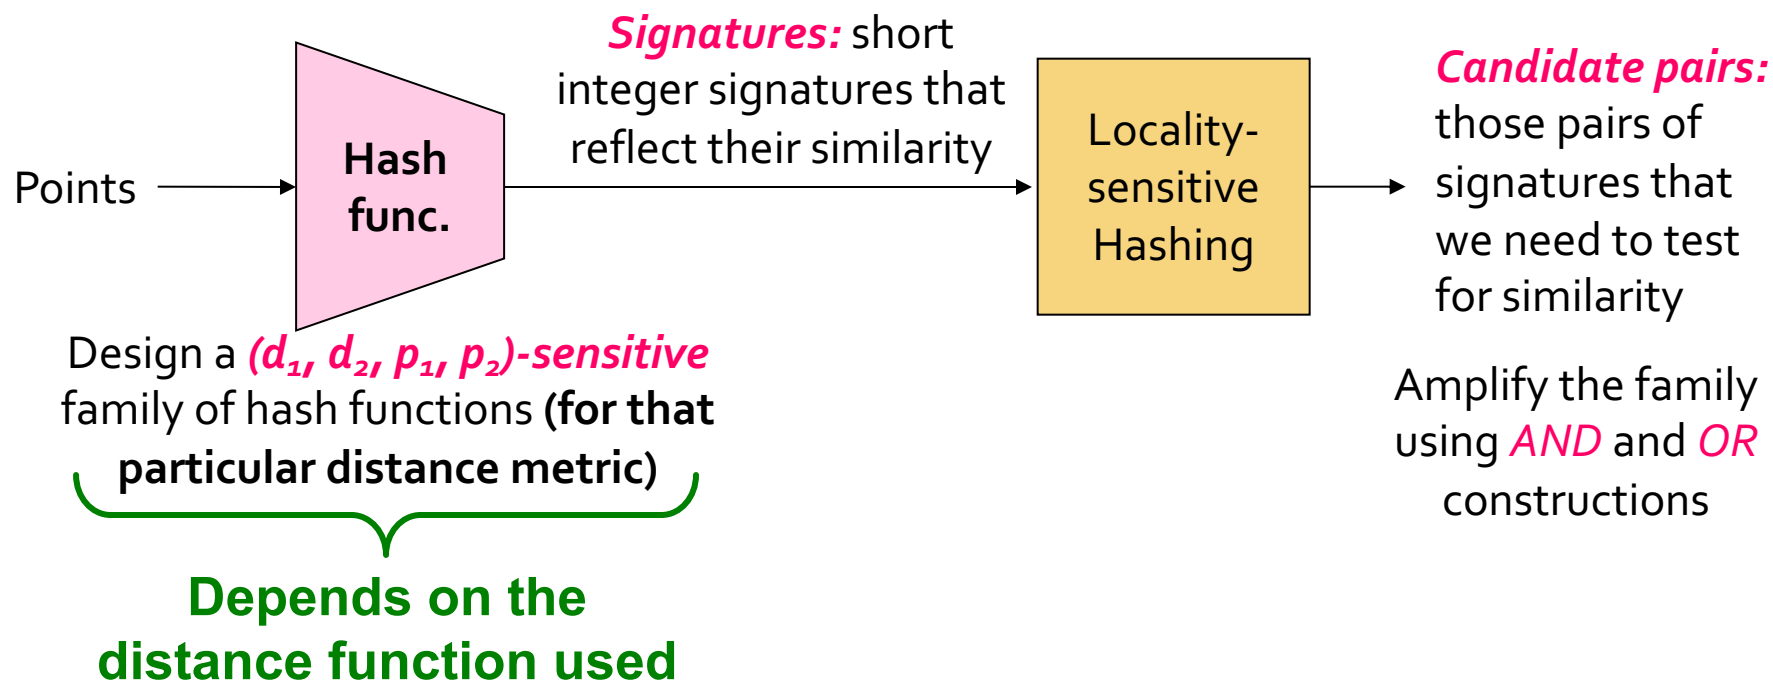 Points
Hash
func.
Signatures: short
integer signatures that
reflect their similarity
Locality-
sensitive
Hashing
Candidate pairs:
those pairs of
signatures that
we need to test
for similarity
Design a (d₁, d₂, p₁, p₂)-sensitive
family of hash functions (for that
particular distance metric)
Depends on the
distance function used
Amplify the family
using AND and OR
constructions